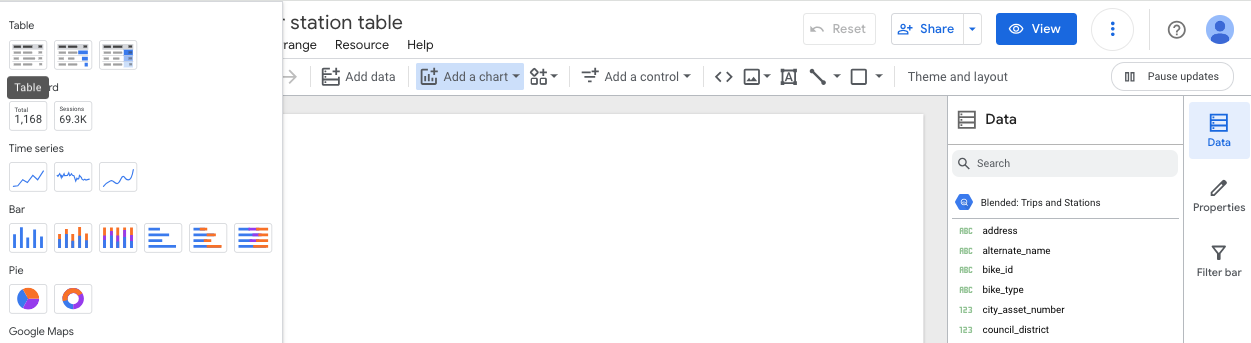 Table
Table
rd
Total
1,168
Sessions
69.3K
Time series
Bar
Pie
Google Maps
station table
Reset
Share
View
range Resource Help
Add data
Add a chart
Add a control
Theme and layout
Pause updates
Data
Search
Blended: Trips and Stations
ABC address
ABC alternate_name
ABC bike_id
ABC bike_type
123 city_asset_number
123 council_district
Data
Properties
Filter bar